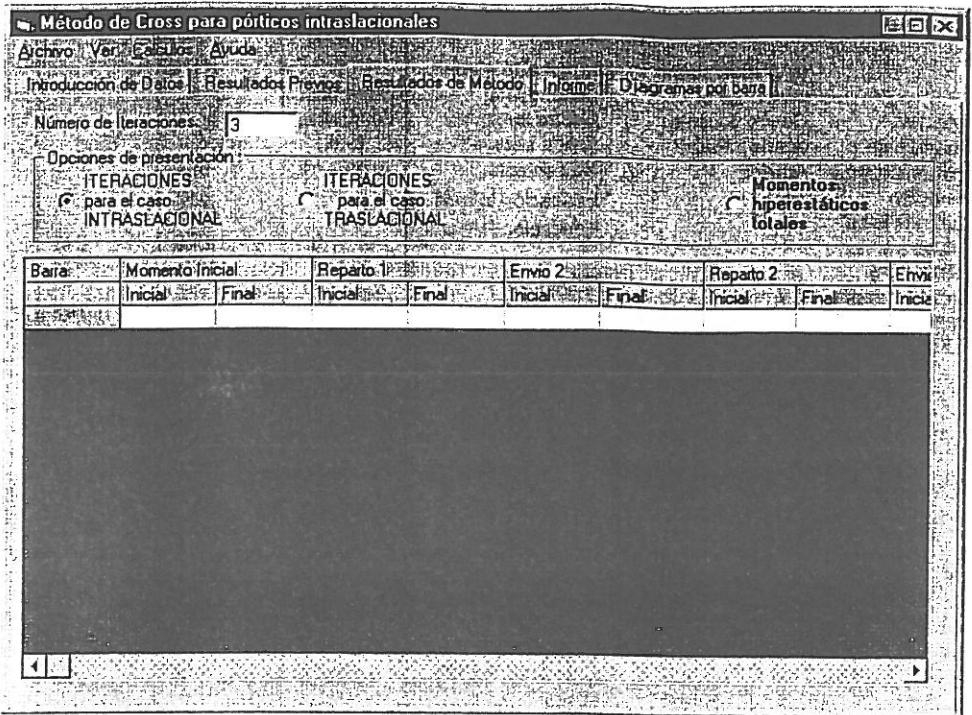 Método de Cross para pórticos intraslacionales
Archivo Ver Cálculos Ayuda
Introducción de Datos Resultados Previos Resultados de Método Informe Diagramas por barra
Número de Iteraciones 3
Opciones de presentación
ITERACIONES para el caso INTRASLACIONAL
ITERACIONES para el caso TRASLACIONAL
Momentos hiperestáticos totales
Barra Momento Inicial Reparto 1 Envio 2 Reparto 2 Envio
Inicial Final Inicial Final Inicial Final Inicial Final Inicia